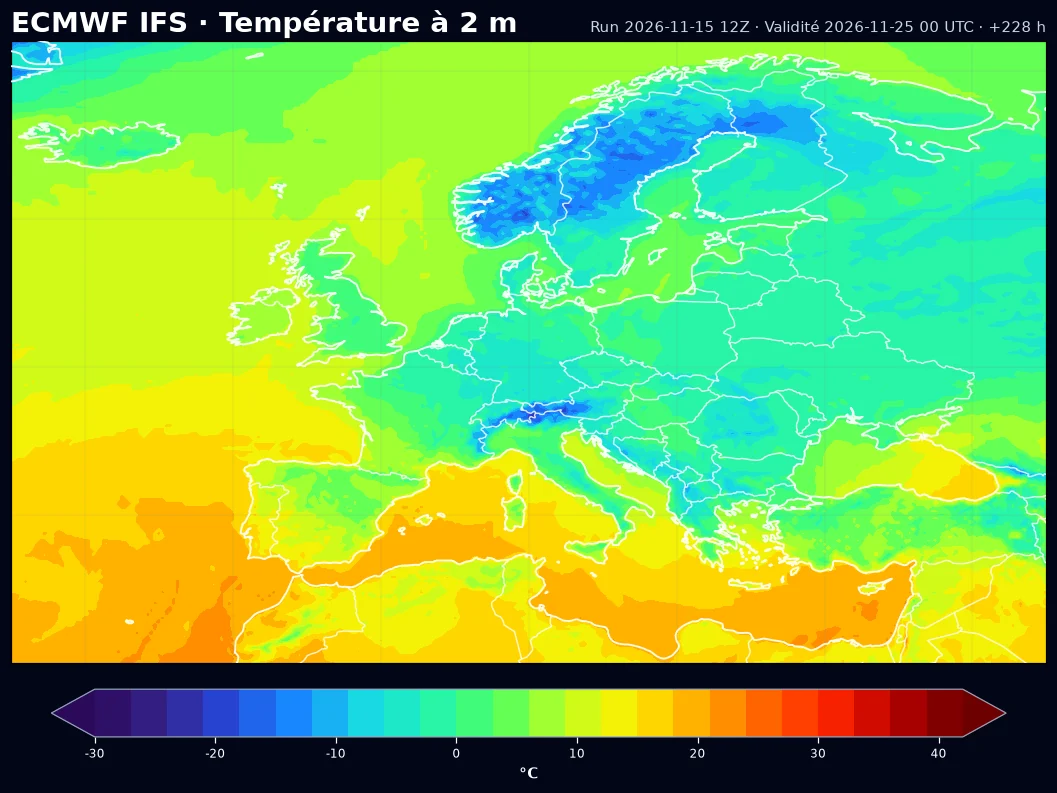 ECMWF IFS · Température à 2 m
Run 2026-11-15 12Z · Validité 2026-11-25 00 UTC · +228 h
-30 -20 -10 0 10 20 30 40
°C